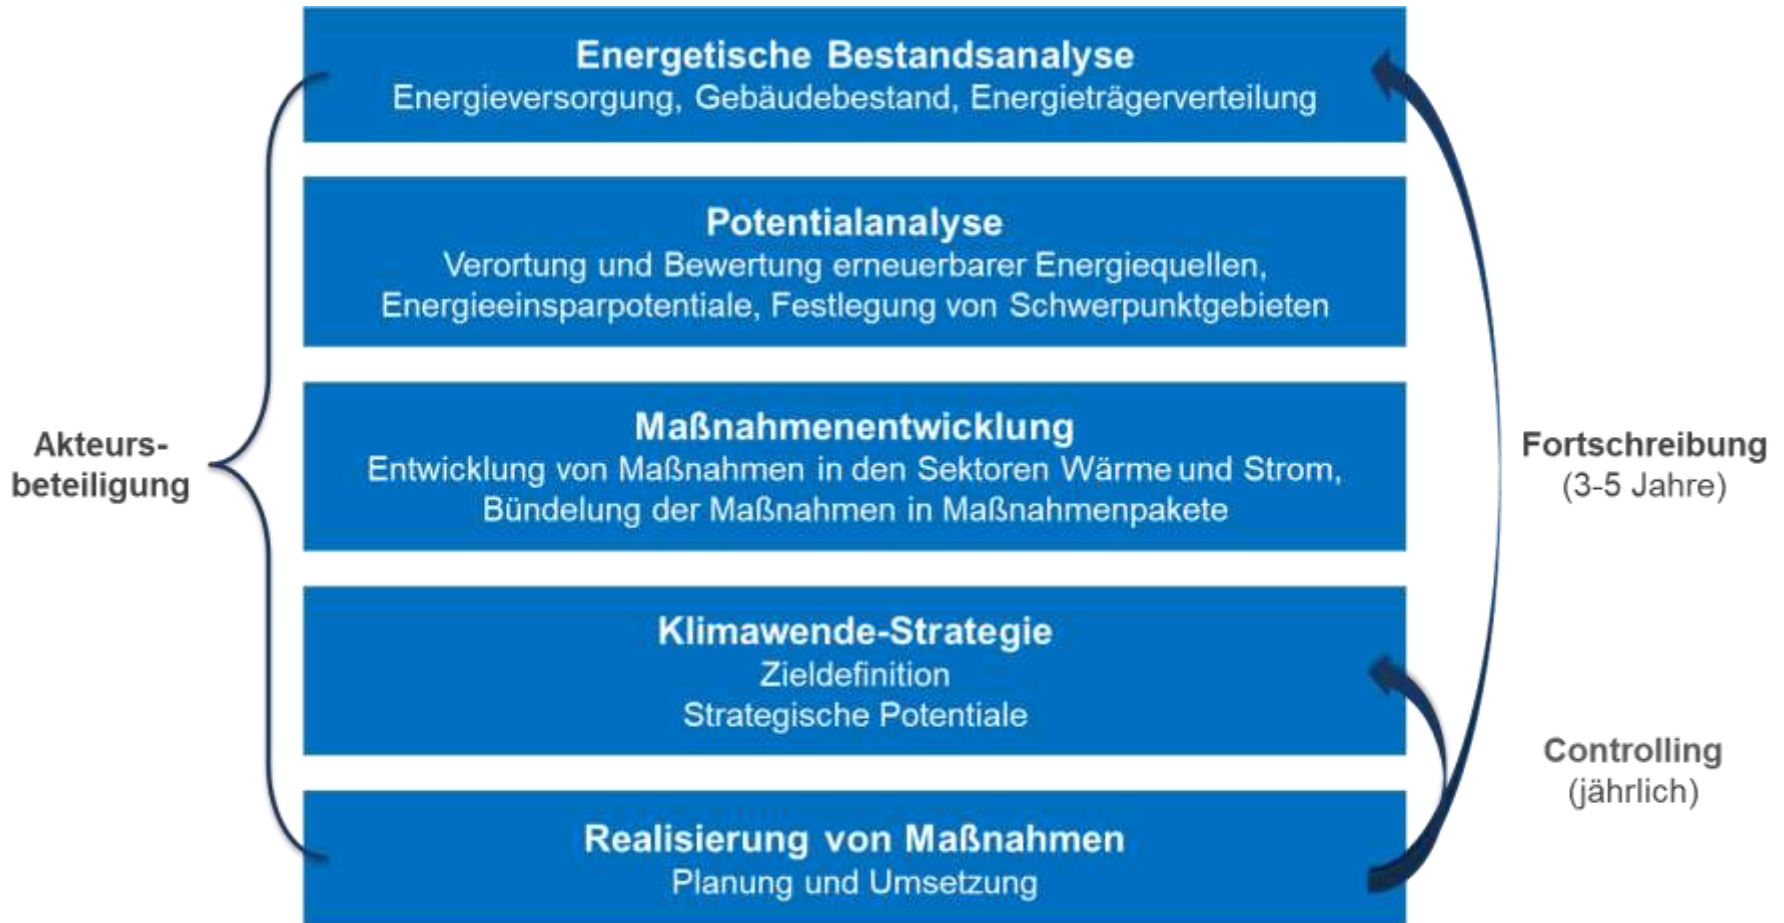 Energetische Bestandsanalyse
Energieversorgung, Gebäudebestand, Energieträgerverteilung
Potentialanalyse
Verortung und Bewertung erneuerbarer Energiequellen,
Energieeinsparpotentiale, Festlegung von Schwerpunktgebieten
Maßnahmenentwicklung
Entwicklung von Maßnahmen in den Sektoren Wärme und Strom,
Bündelung der Maßnahmen in Maßnahmenpakete
Klimawende-Strategie
Zieldefinition
Strategische Potentiale
Realisierung von Maßnahmen
Planung und Umsetzung
Akteurs-
beteiligung
Fortschreibung
(3-5 Jahre)
Controlling
(jährlich)